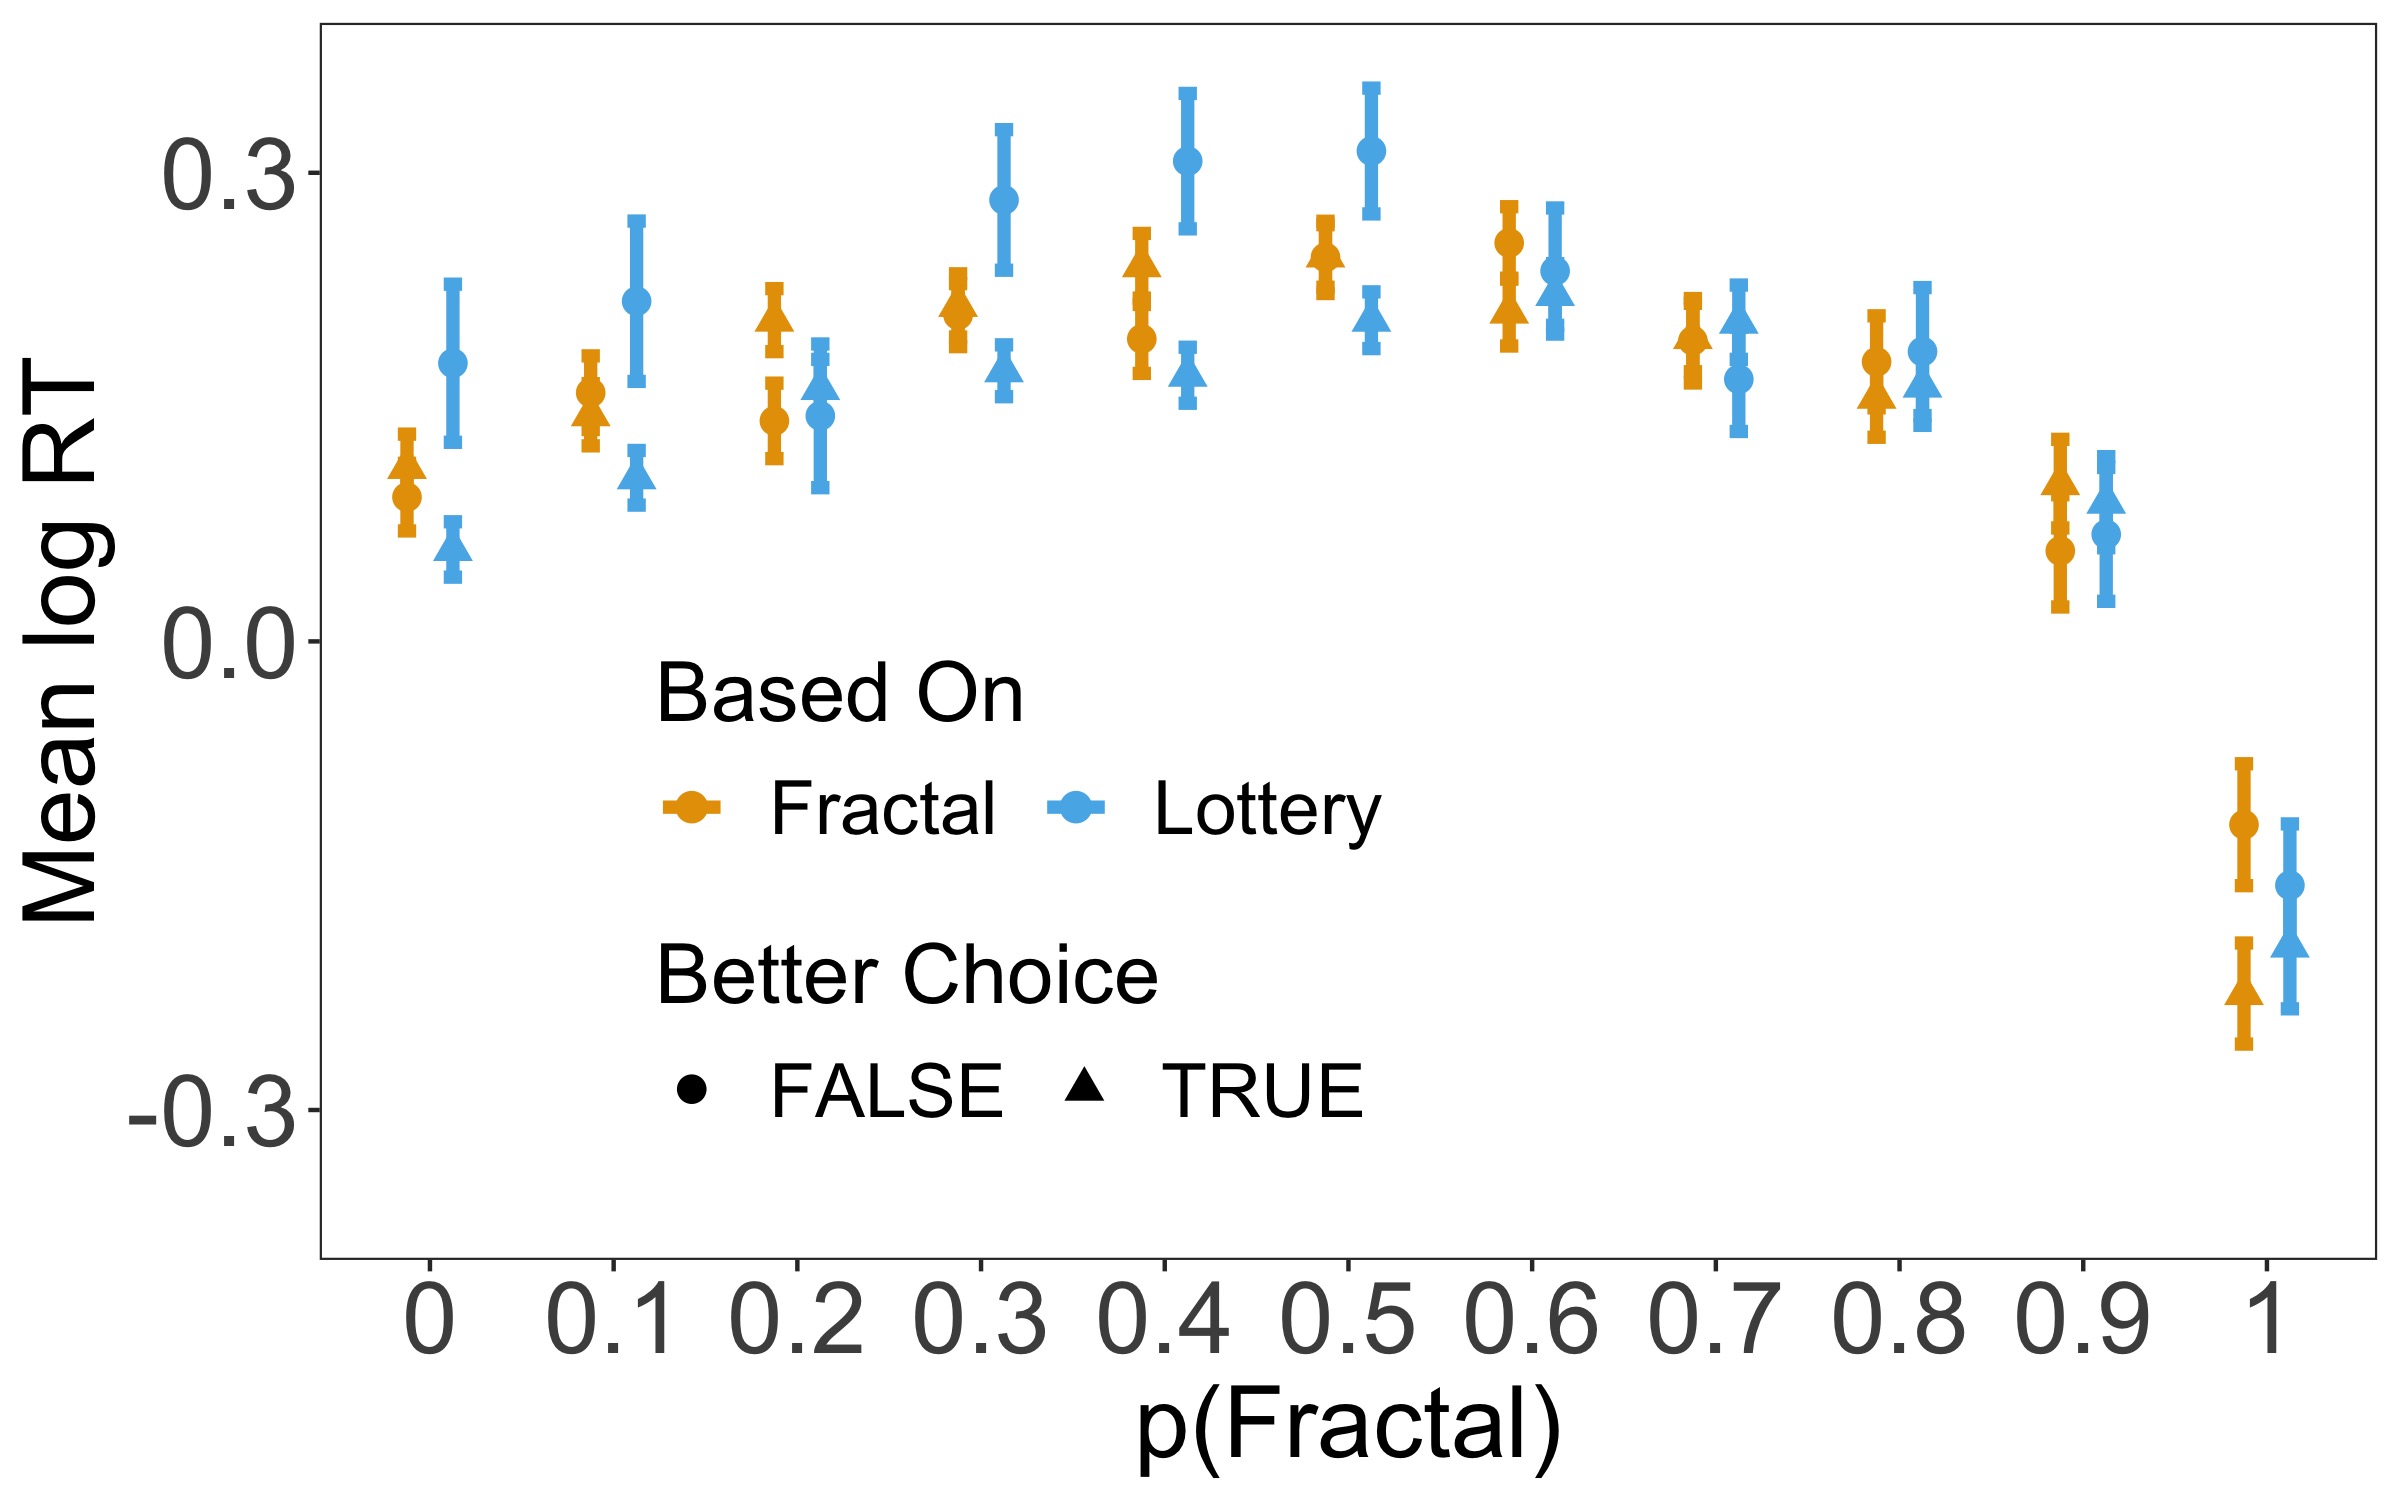 Mean log RT
0.3
0.0
-0.3
Based On
Fractal Lottery
Better Choice
FALSE TRUE
0 0.1 0.2 0.3 0.4 0.5 0.6 0.7 0.8 0.9 1
p(Fractal)